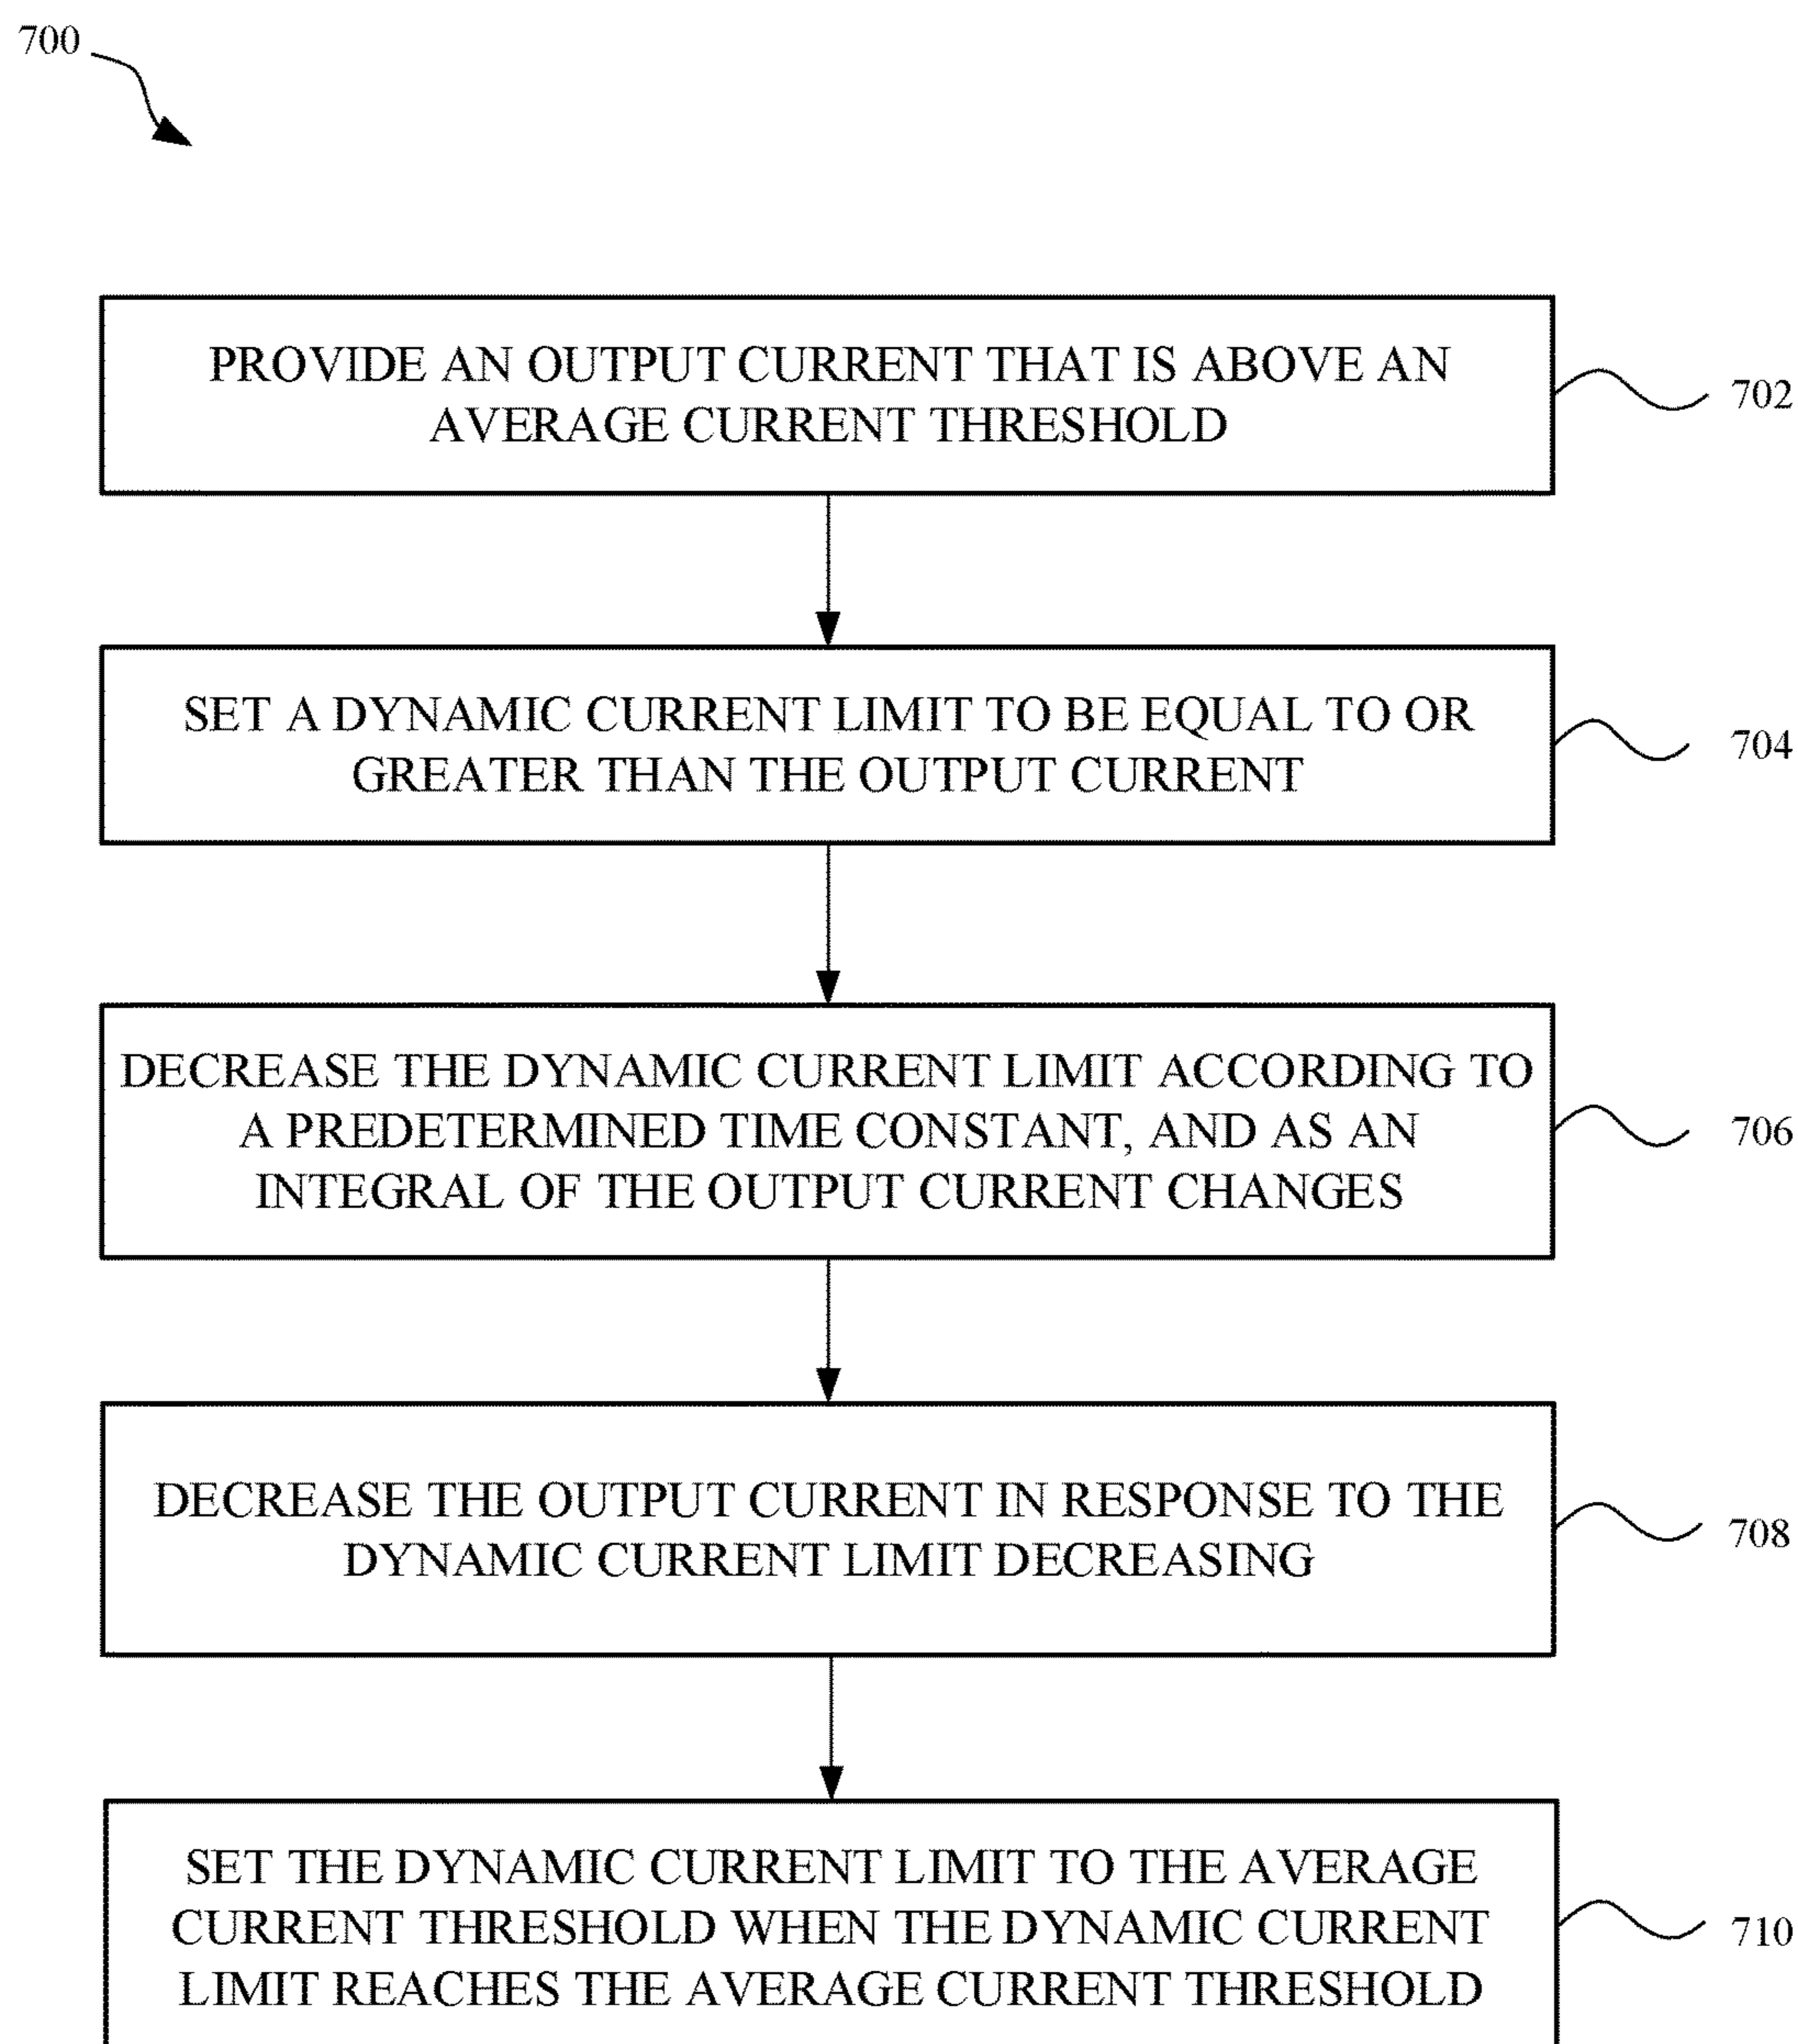 700
PROVIDE AN OUTPUT CURRENT THAT IS ABOVE AN
AVERAGE CURRENT THRESHOLD
702
SET A DYNAMIC CURRENT LIMIT TO BE EQUAL TO OR
GREATER THAN THE OUTPUT CURRENT
704
DECREASE THE DYNAMIC CURRENT LIMIT ACCORDING TO
A PREDETERMINED TIME CONSTANT, AND AS AN
INTEGRAL OF THE OUTPUT CURRENT CHANGES
706
DECREASE THE OUTPUT CURRENT IN RESPONSE TO THE
DYNAMIC CURRENT LIMIT DECREASING
708
SET THE DYNAMIC CURRENT LIMIT TO THE AVERAGE
CURRENT THRESHOLD WHEN THE DYNAMIC CURRENT
LIMIT REACHES THE AVERAGE CURRENT THRESHOLD
710